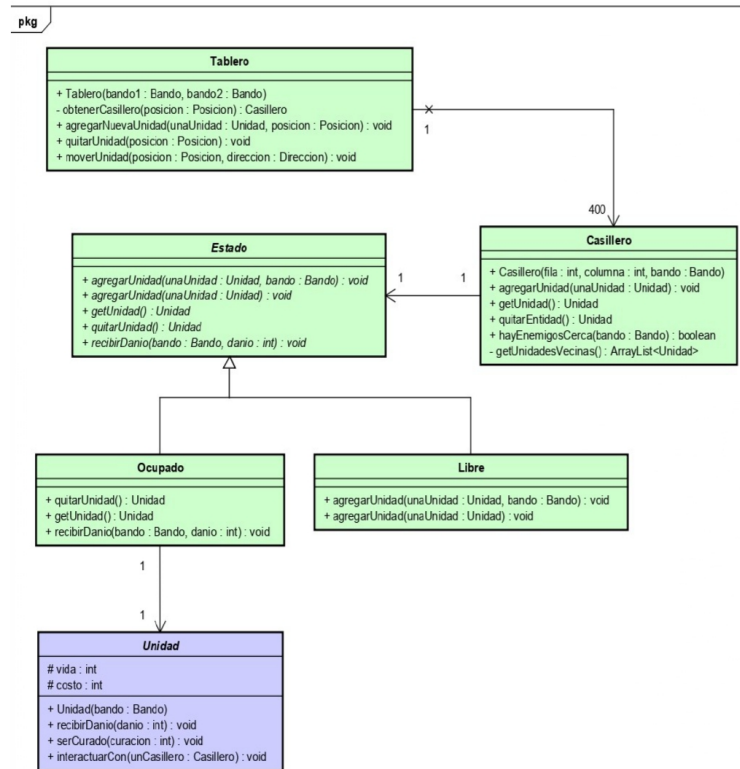 pkg
Tablero
+ Tablero(bando1 : Bando, bando2 : Bando)
- obtenerCasillero(posicion : Posicion) : Casillero
+ agregarNuevaUnidad(unaUnidad : Unidad, posicion : Posicion) : void
+ quitarUnidad(posicion : Posicion) : void
+ moverUnidad(posicion : Posicion, direccion : Direccion) : void
1
400
Estado
+ agregarUnidad(unaUnidad : Unidad, bando : Bando) : void
+ agregarUnidad(unaUnidad : Unidad) : void
+ getUnidad() : Unidad
+ quitarUnidad() : Unidad
+ recibirDanio(bando : Bando, danio : int) : void
1
1
Casillero
+ Casillero(fila : int, columna : int, bando : Bando)
+ agregarUnidad(unaUnidad : Unidad) : void
+ getUnidad() : Unidad
+ quitarEntidad() : Unidad
+ hayEnemigosCerca(bando : Bando) : boolean
- getUnidadesVecinas() : ArrayList<Unidad>
Ocupado
+ quitarUnidad() : Unidad
+ getUnidad() : Unidad
+ recibirDanio(bando : Bando, danio : int) : void
Libre
+ agregarUnidad(unaUnidad : Unidad, bando : Bando) : void
+ agregarUnidad(unaUnidad : Unidad) : void
1
1
Unidad
# vida : int
# costo : int
+ Unidad(bando : Bando)
+ recibirDanio(danio : int) : void
+ serCurado(curacion : int) : void
+ interactuarCon(unCasillero : Casillero) : void